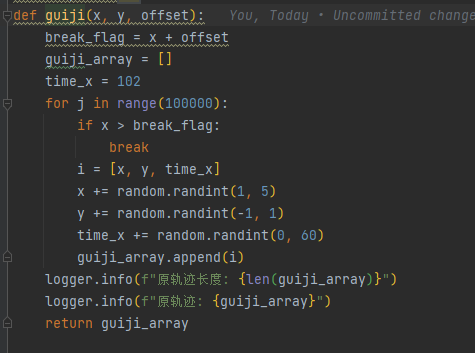 def guiji(x, y, offset):    You, Today • Uncommitted change
    break_flag = x + offset
    guiji_array = []
    time_x = 102
    for j in range(100000):
        if x > break_flag:
            break
        i = [x, y, time_x]
        x += random.randint(1, 5)
        y += random.randint(-1, 1)
        time_x += random.randint(0, 60)
        guiji_array.append(i)
    logger.info(f"原轨迹长度: {len(guiji_array)}")
    logger.info(f"原轨迹: {guiji_array}")
    return guiji_array